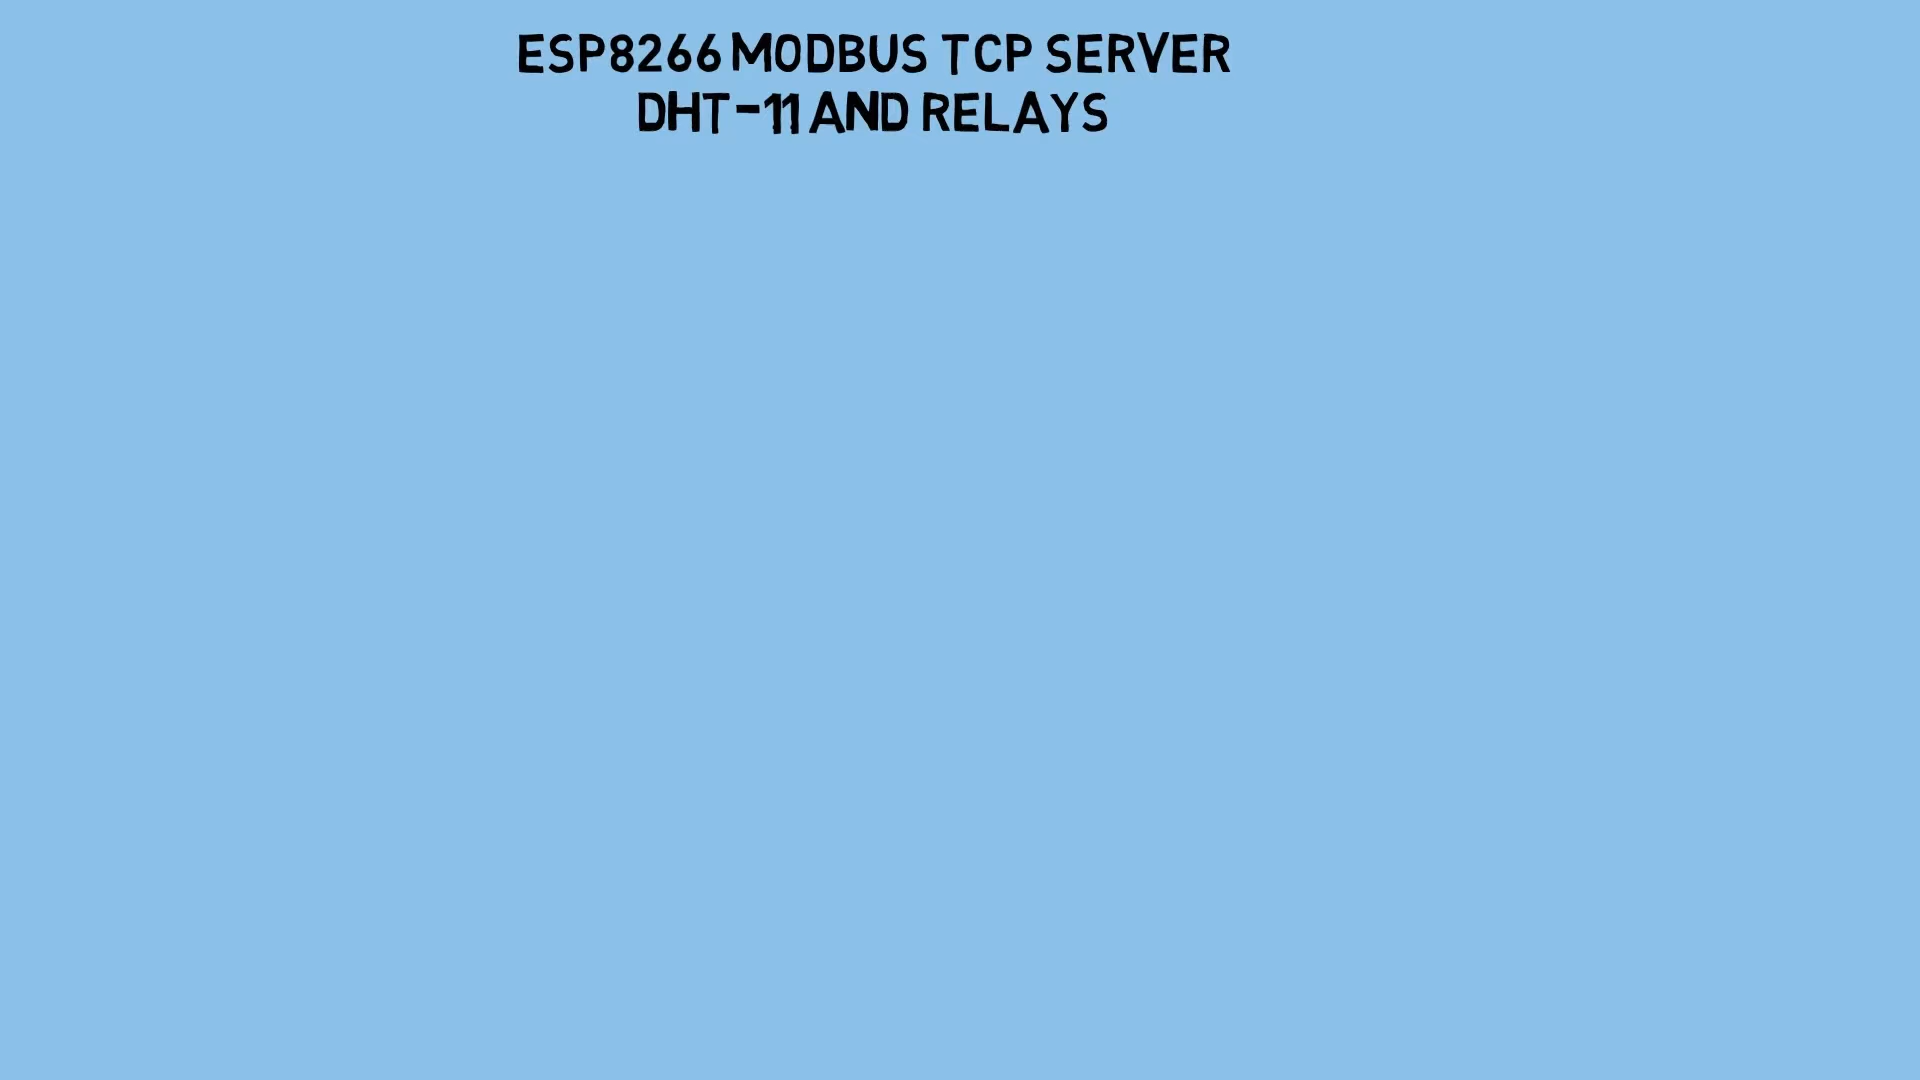 ESP8266 MODBUS TCP SERVER
DHT-11 AND RELAYS